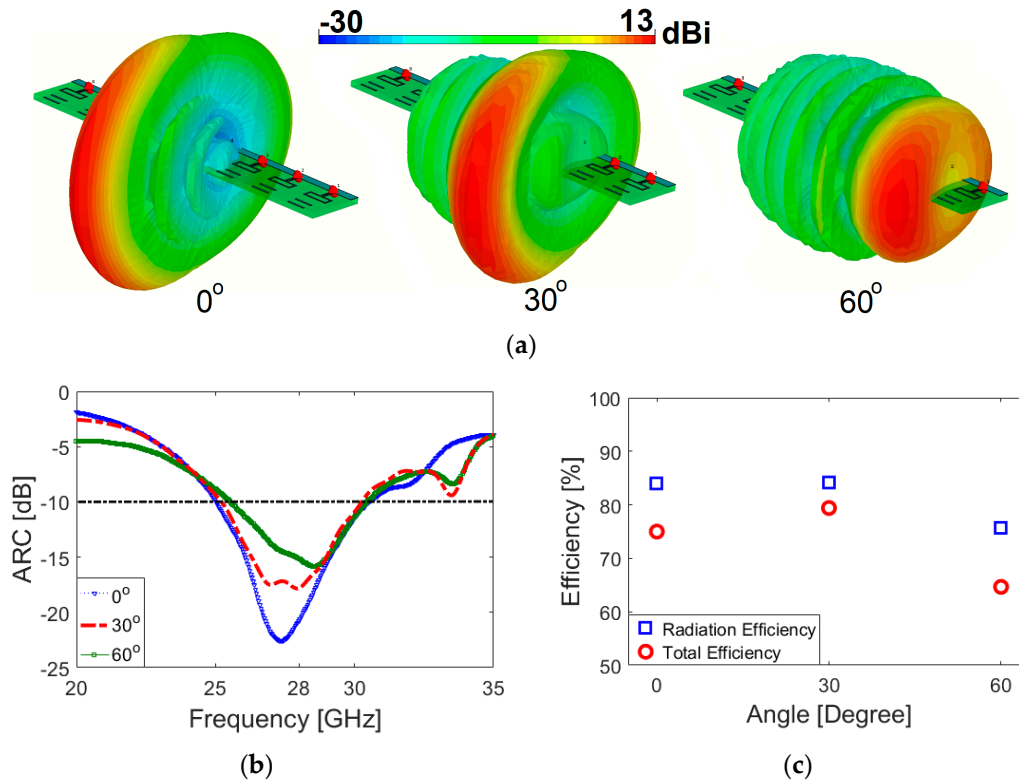 -30 13
dBi
0°
30°
60°
(a)
0
-5
-10
-15
-20
-25
ARC [dB]
0°
30°
60°
20 25 28 30 35
Frequency [GHz]
(b)
100
90
80
70
60
50
Efficiency [%]
Radiation Efficiency
Total Efficiency
0 30 60
Angle [Degree]
(c)